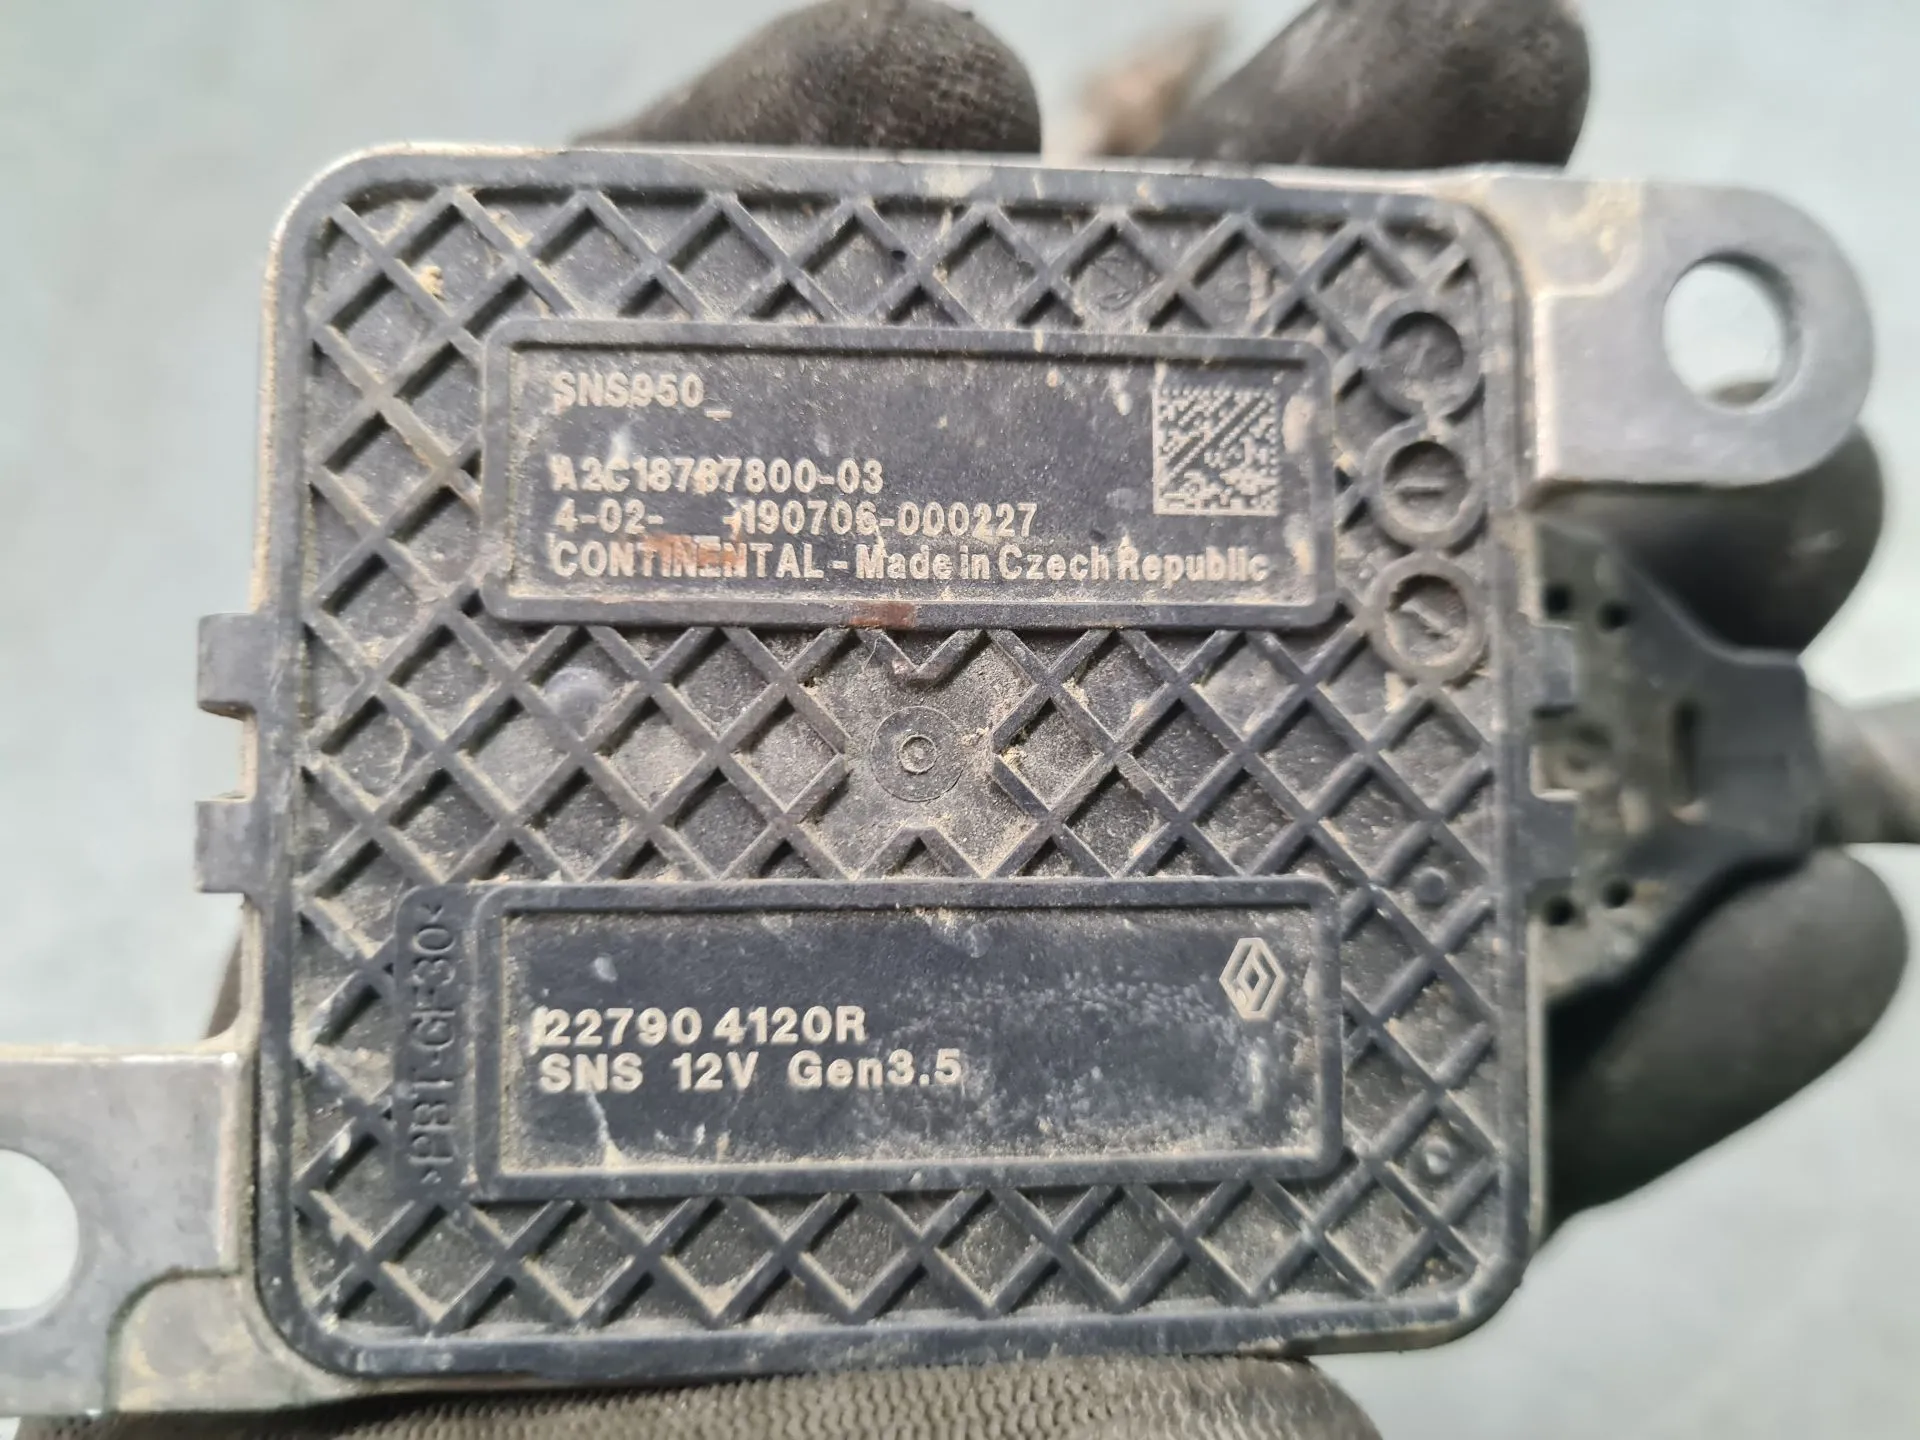 SNS950_
A2C18787800-03
4-02-   -190706-000227
CONTINENTAL - Made in Czech Republic
>PBT-GF30<
22790 4120R
SNS 12V Gen3.5